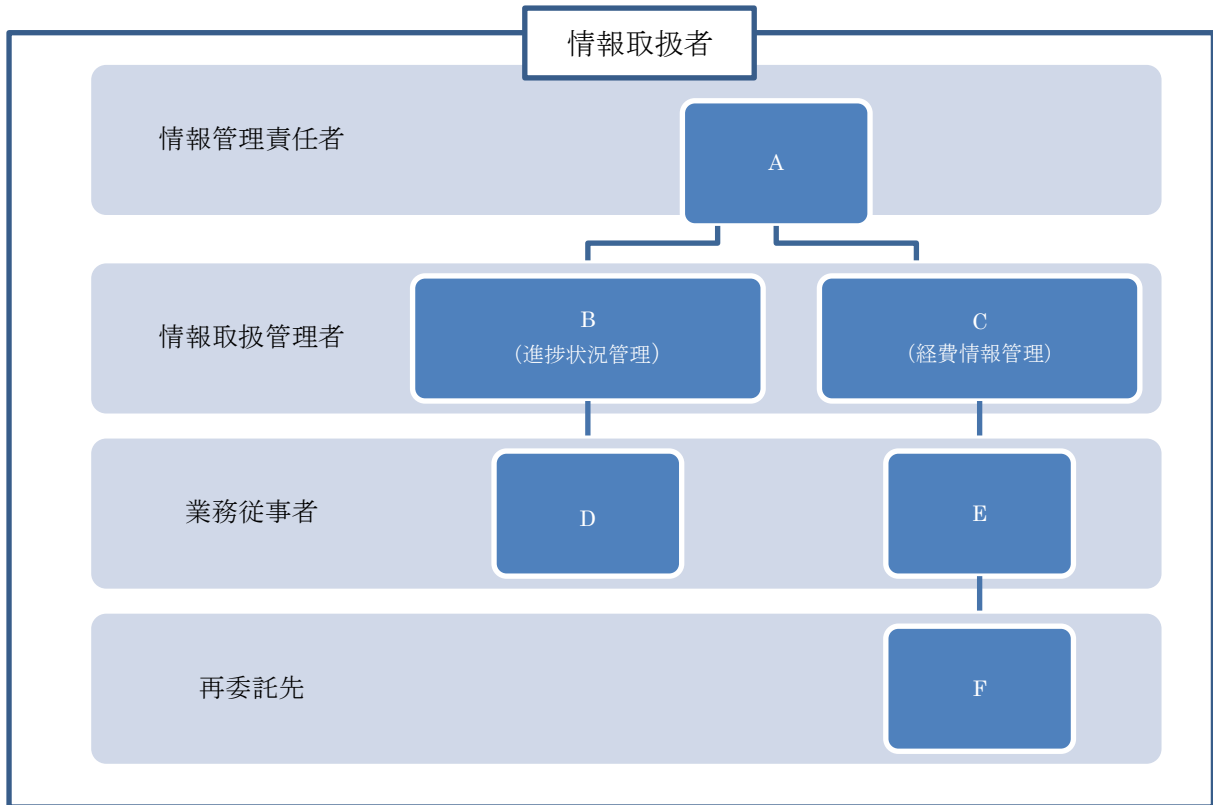 情報取扱者
情報管理責任者
A
情報取扱管理者
B
（進捗状況管理）
C
（経費情報管理）
業務従事者
D
E
再委託先
F